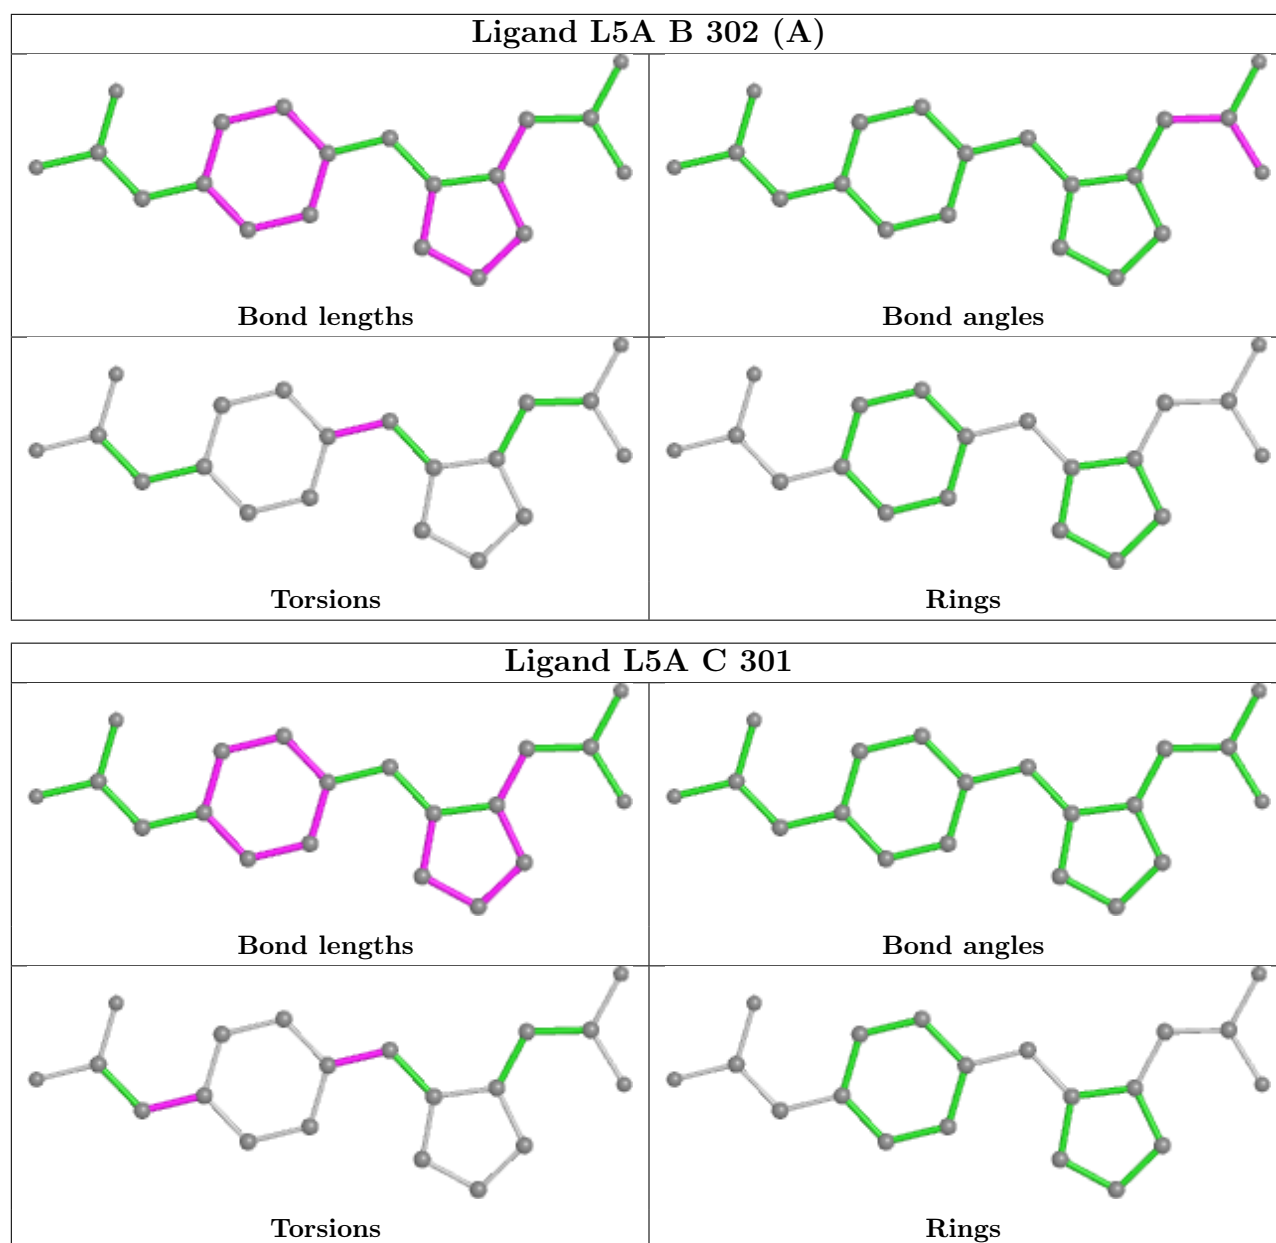 Ligand L5A B 302 (A)
Bond lengths
Bond angles
Torsions
Rings
Ligand L5A C 301
Bond lengths
Bond angles
Torsions
Rings